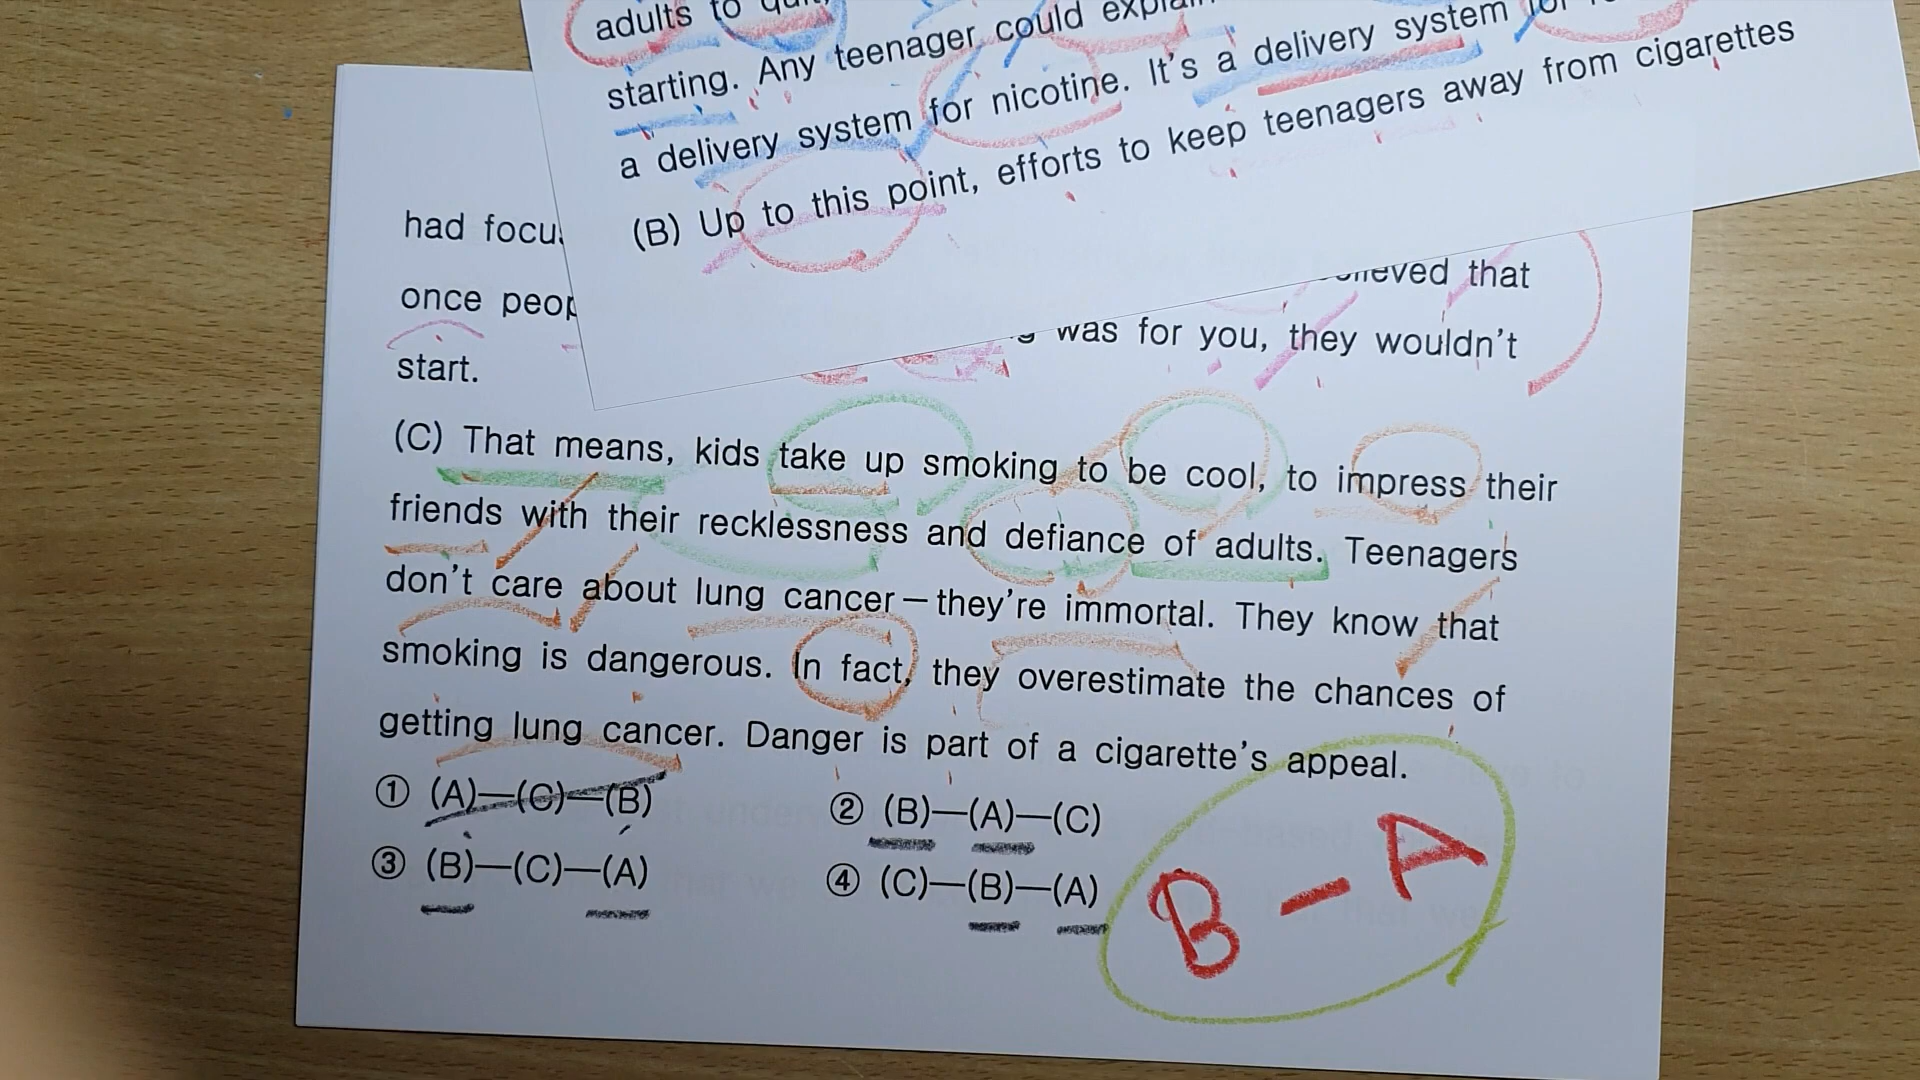 adults to quit,
starting. Any teenager could explain
a delivery system for nicotine. It's a delivery system for
(B) Up to this point, efforts to keep teenagers away from cigarettes
had
once
that
was for you, they wouldn't
start.
(C) That means, kids take up smoking to be cool, to impress their
friends with their recklessness and defiance of adults. Teenagers
don't care about lung cancer – they're immortal. They know that
smoking is dangerous. In fact, they overestimate the chances of
getting lung cancer. Danger is part of a cigarette's appeal.
① (A)—(C)—(B) ② (B)—(A)—(C)
③ (B)—(C)—(A) ④ (C)—(B)—(A)
B - A